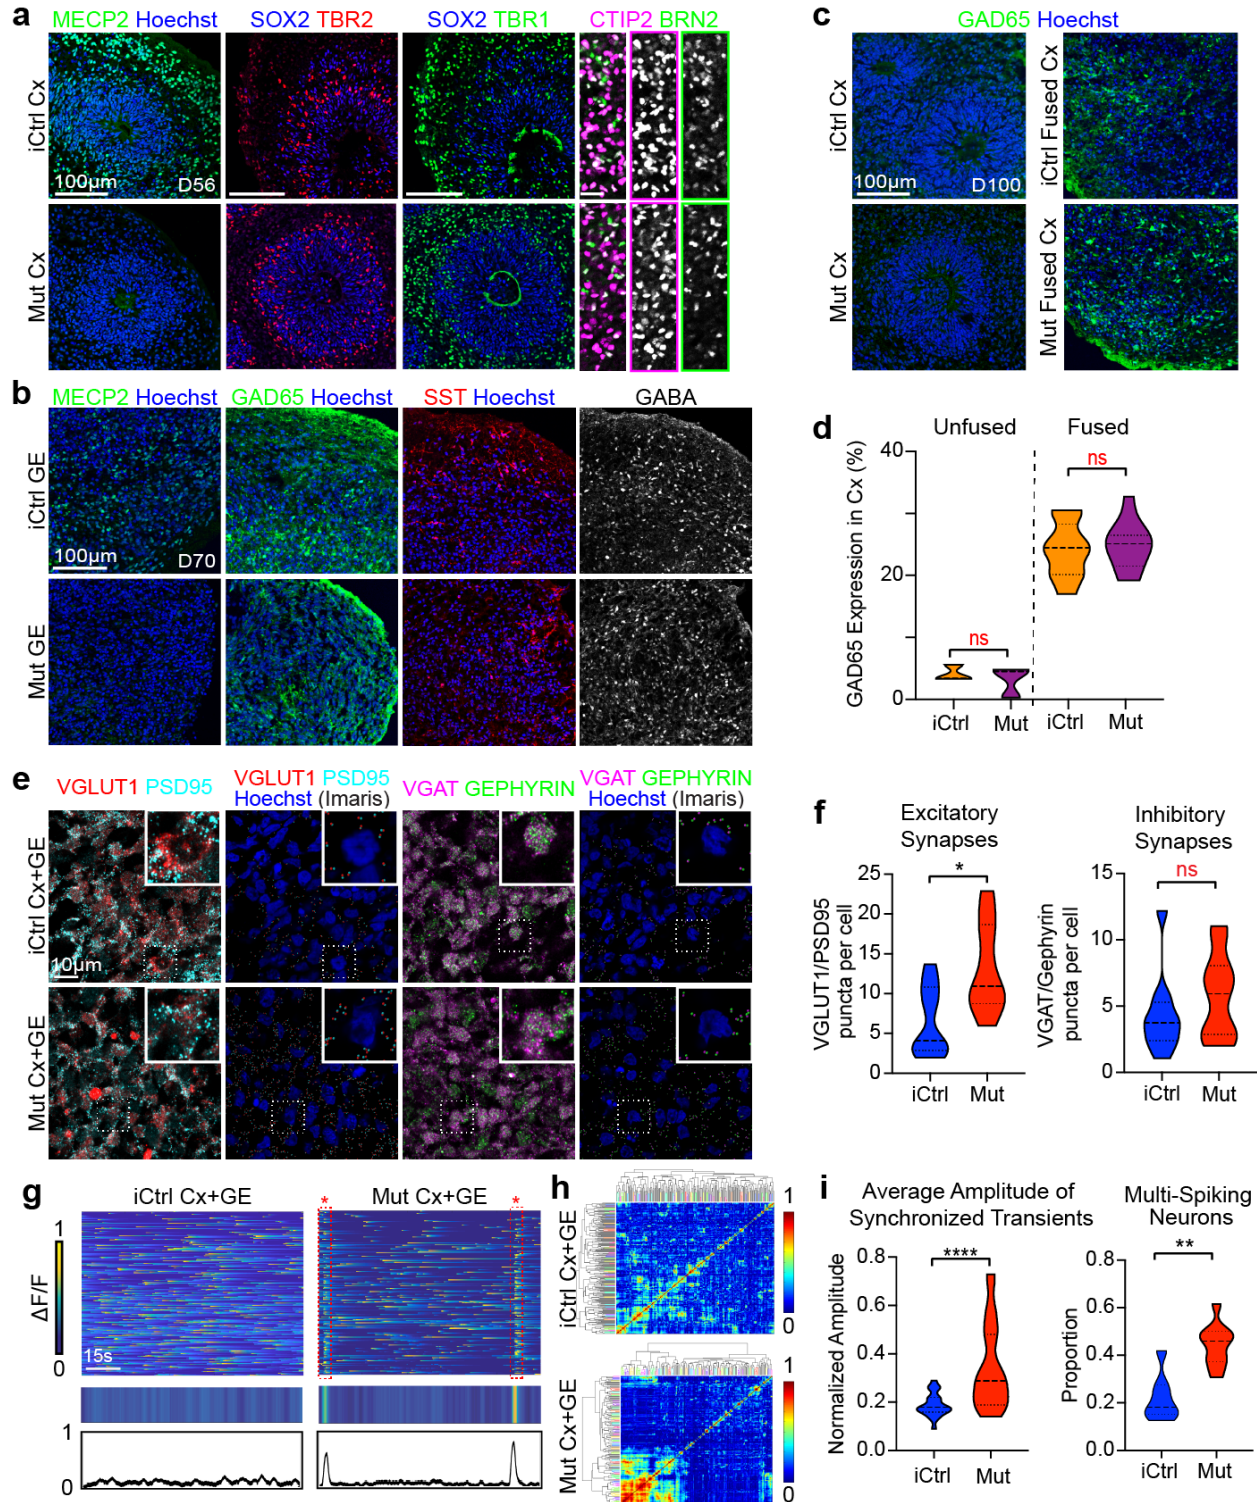 a
MECP2 Hoechst
SOX2 TBR2
SOX2 TBR1
CTIP2 BRN2
iCtrl Cx
100µm
D56
Mut Cx
b
MECP2 Hoechst
GAD65 Hoechst
SST Hoechst
GABA
iCtrl GE
100µm
D70
Mut GE
c
GAD65 Hoechst
iCtrl Cx
100µm
D100
iCtrl Fused Cx
Mut Cx
Mut Fused Cx
d
Unfused
Fused
GAD65 Expression in Cx (%)
40
20
0
ns
ns
iCtrl
Mut
iCtrl
Mut
e
VGLUT1 PSD95
VGLUT1 PSD95
Hoechst (Imaris)
VGAT GEPHYRIN
VGAT GEPHYRIN
Hoechst (Imaris)
iCtrl Cx+GE
10µm
Mut Cx+GE
f
Excitatory
Synapses
VGLUT1/PSD95
puncta per cell
25
20
15
10
5
0
*
iCtrl
Mut
Inhibitory
Synapses
VGAT/Gephyrin
puncta per cell
15
10
5
0
ns
iCtrl
Mut
g
iCtrl Cx+GE
Mut Cx+GE
*
*
1
ΔF/F
0
15s
1
0
h
iCtrl Cx+GE
1
0
Mut Cx+GE
1
0
i
Average Amplitude of
Synchronized Transients
Normalized Amplitude
0.8
0.6
0.4
0.2
0.0
****
iCtrl
Mut
Multi-Spiking
Neurons
Proportion
0.8
0.6
0.4
0.2
0.0
**
iCtrl
Mut